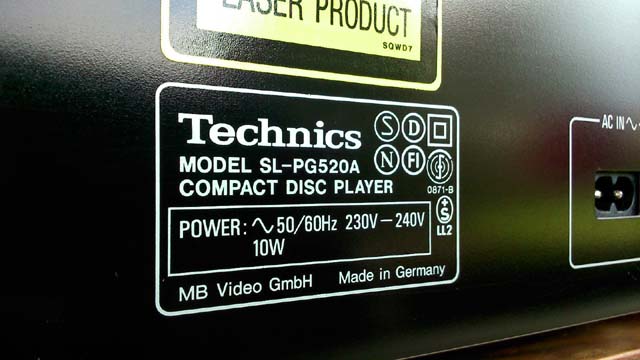 LASER PRODUCT
SQWD7
Technics
S D
MODEL SL-PG520A
N FI
COMPACT DISC PLAYER
0871-B
POWER: ∿50/60Hz 230V–240V
10W
+S
LL2
MB Video GmbH Made in Germany
AC IN∿